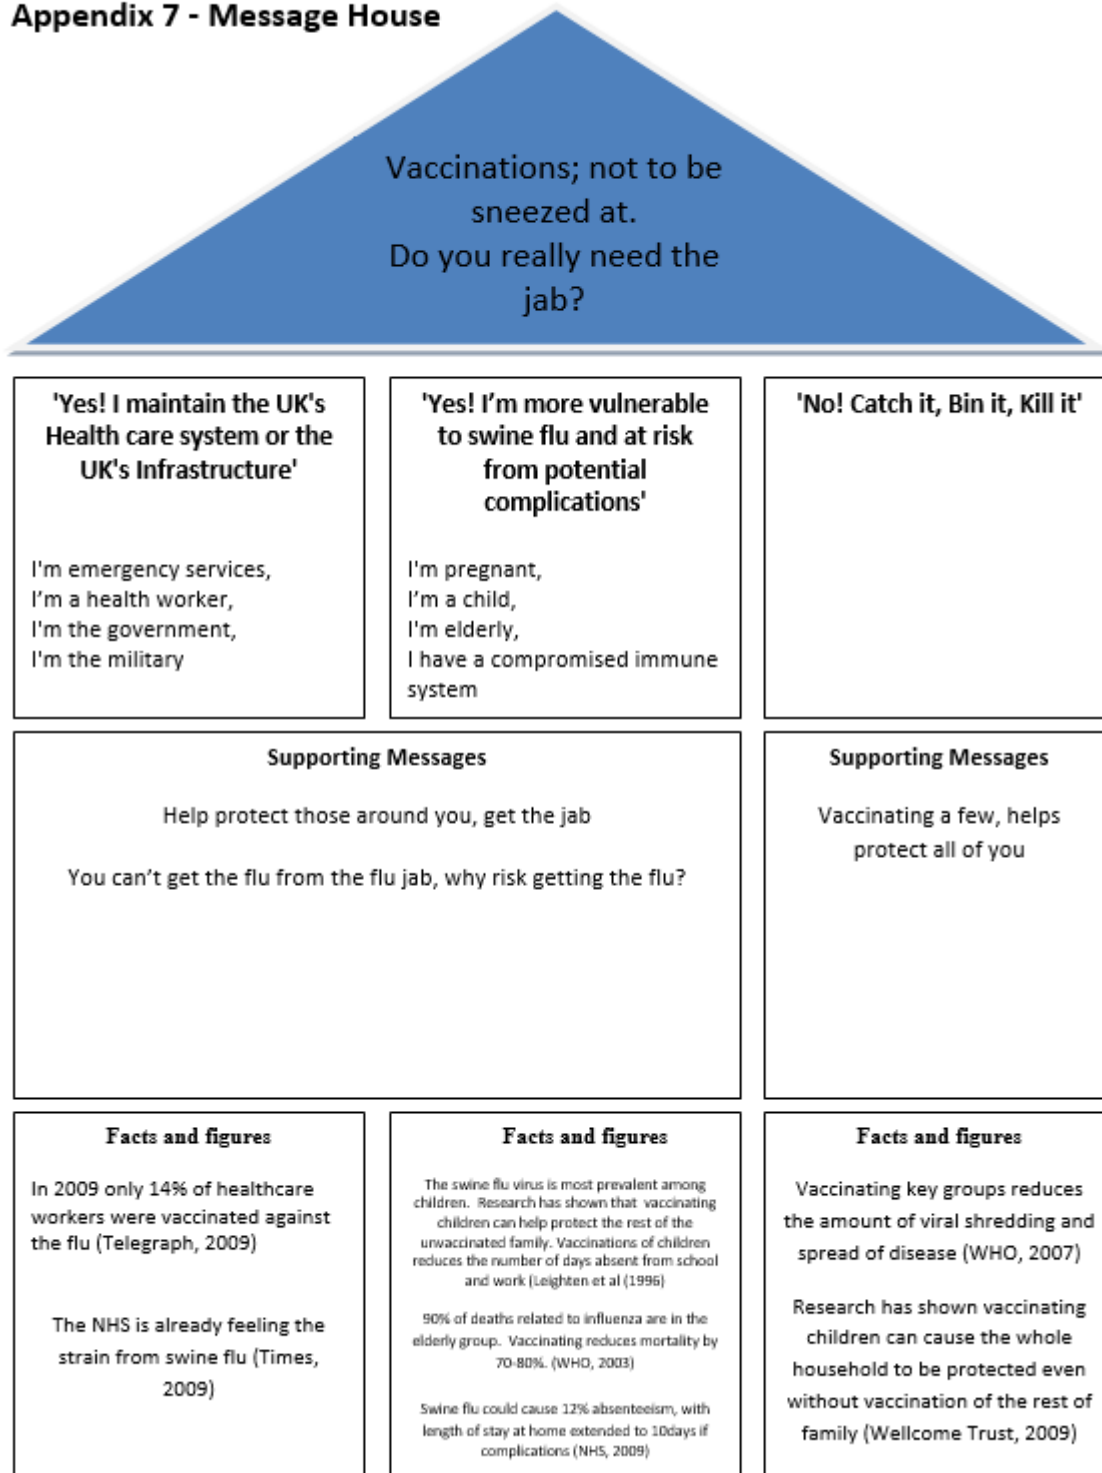 Appendix 7 - Message House
Vaccinations; not to be
sneezed at.
Do you really need the
jab?
'Yes! I maintain the UK's
Health care system or the
UK's Infrastructure'
I'm emergency services,
I'm a health worker,
I'm the government,
I'm the military
'Yes! I'm more vulnerable
to swine flu and at risk
from potential
complications'
I'm pregnant,
I'm a child,
I'm elderly,
I have a compromised immune
system
'No! Catch it, Bin it, Kill it'
Supporting Messages
Help protect those around you, get the jab
You can't get the flu from the flu jab, why risk getting the flu?
Supporting Messages
Vaccinating a few, helps
protect all of you
Facts and figures
In 2009 only 14% of healthcare
workers were vaccinated against
the flu (Telegraph, 2009)
The NHS is already feeling the
strain from swine flu (Times,
2009)
Facts and figures
The swine flu virus is most prevalent among
children. Research has shown that vaccinating
children can help protect the rest of the
unvaccinated family. Vaccinations of children
reduces the number of days absent from school
and work (Leighten et al (1996)
90% of deaths related to influenza are in the
elderly group. Vaccinating reduces mortality by
70-80%. (WHO, 2003)
Swine flu could cause 12% absenteeism, with
length of stay at home extended to 10days if
complications (NHS, 2009)
Facts and figures
Vaccinating key groups reduces
the amount of viral shredding and
spread of disease (WHO, 2007)
Research has shown vaccinating
children can cause the whole
household to be protected even
without vaccination of the rest of
family (Wellcome Trust, 2009)